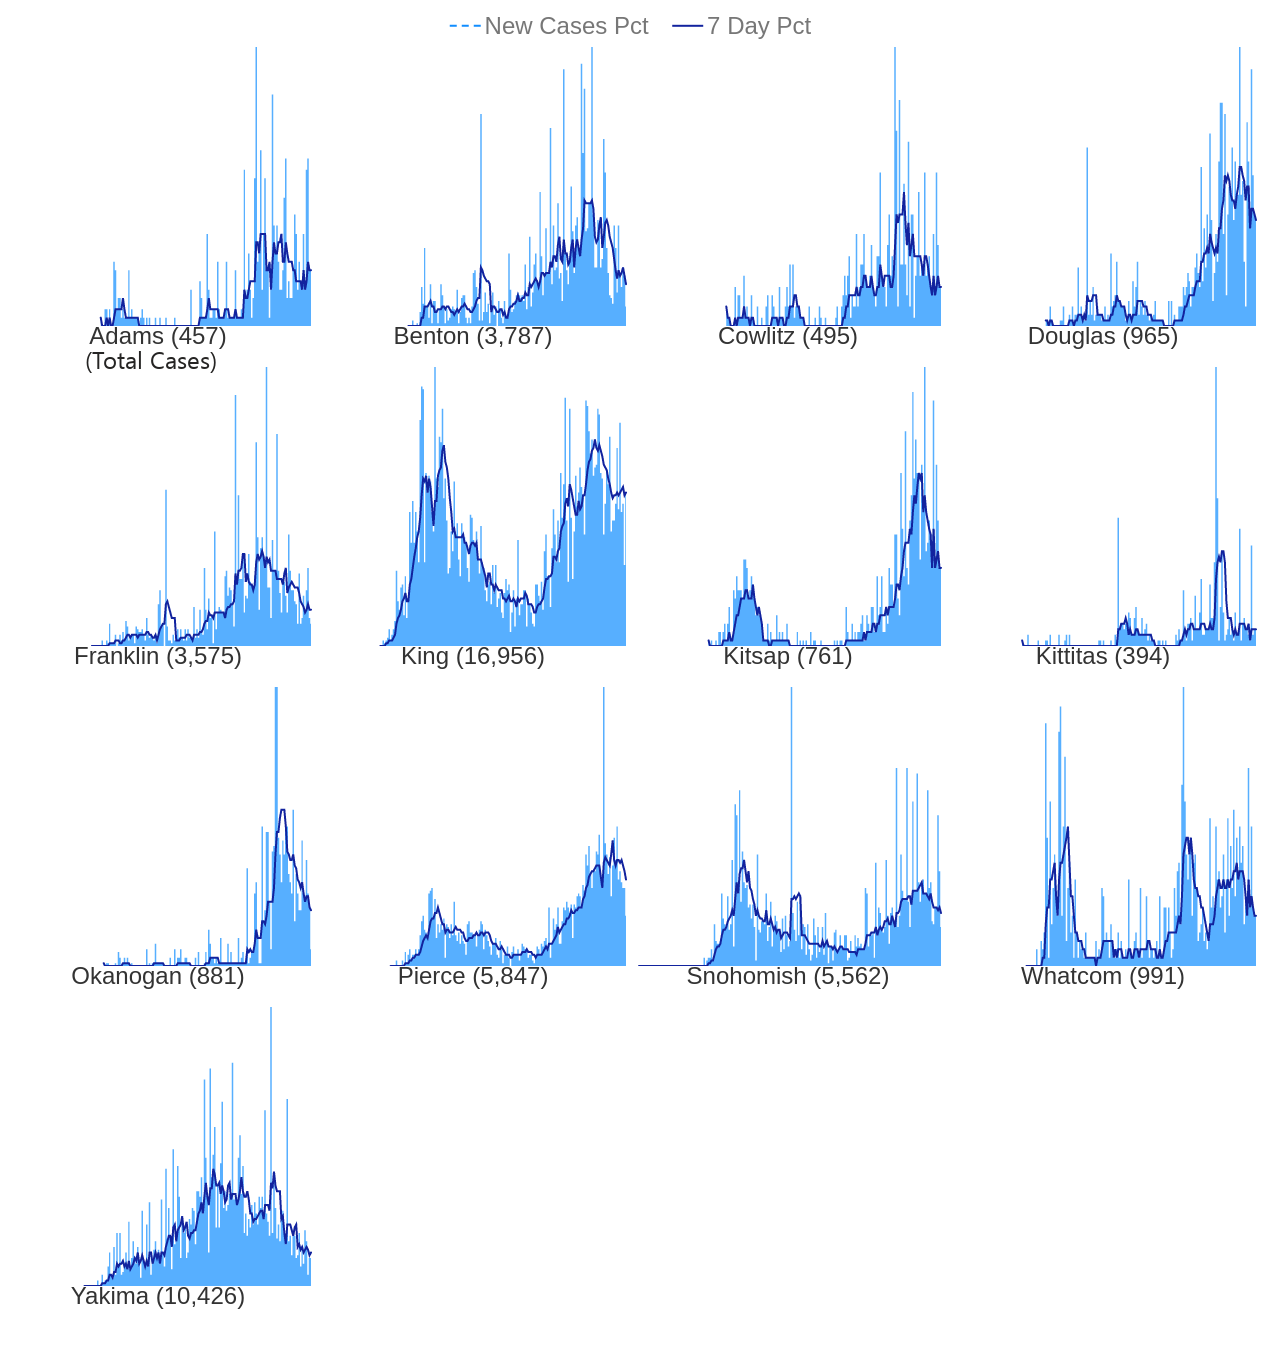 New Cases Pct 7 Day Pct
Adams (457) Benton (3,787) Cowlitz (495) Douglas (965)
(Total Cases)
Franklin (3,575) King (16,956) Kitsap (761) Kittitas (394)
Okanogan (881) Pierce (5,847) Snohomish (5,562) Whatcom (991)
Yakima (10,426)